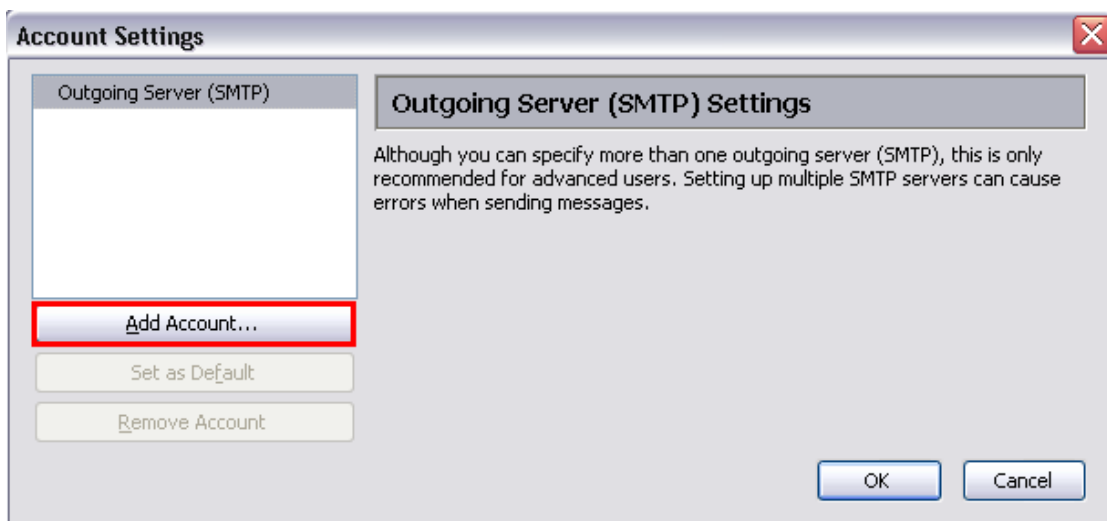 Account Settings
Outgoing Server (SMTP)
Add Account...
Set as Default
Remove Account
Outgoing Server (SMTP) Settings
Although you can specify more than one outgoing server (SMTP), this is only
recommended for advanced users. Setting up multiple SMTP servers can cause
errors when sending messages.
OK
Cancel